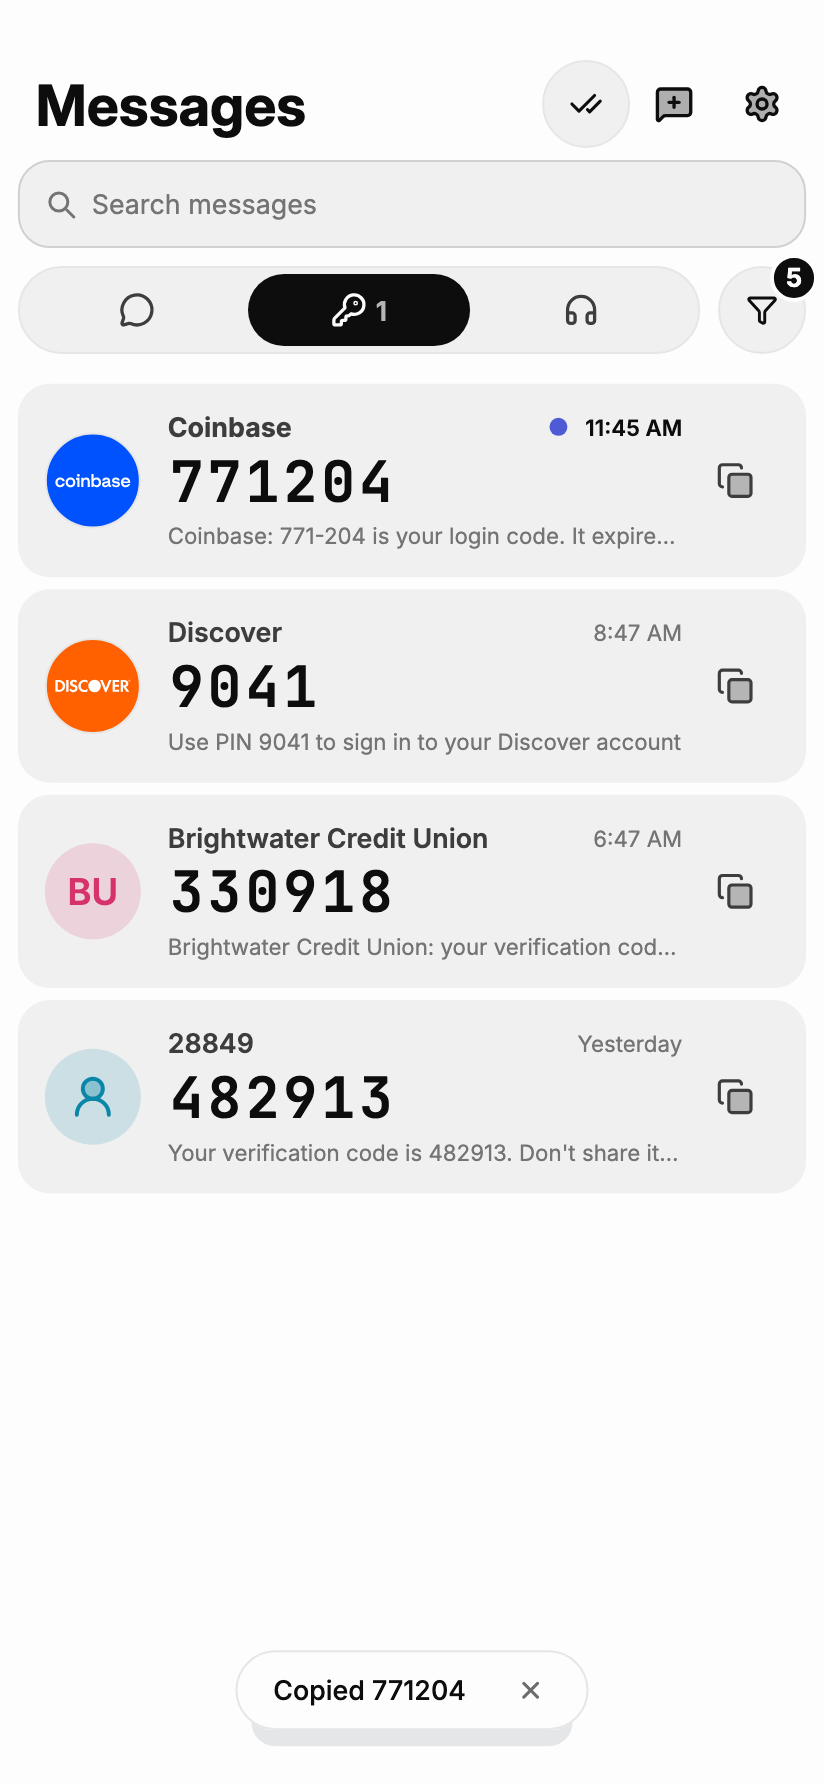 Messages
Search messages
1
5
Coinbase
11:45 AM
coinbase
771204
Coinbase: 771-204 is your login code. It expire...
Discover
8:47 AM
DISCOVER
9041
Use PIN 9041 to sign in to your Discover account
Brightwater Credit Union
6:47 AM
BU
330918
Brightwater Credit Union: your verification cod...
28849
Yesterday
482913
Your verification code is 482913. Don't share it...
Copied 771204